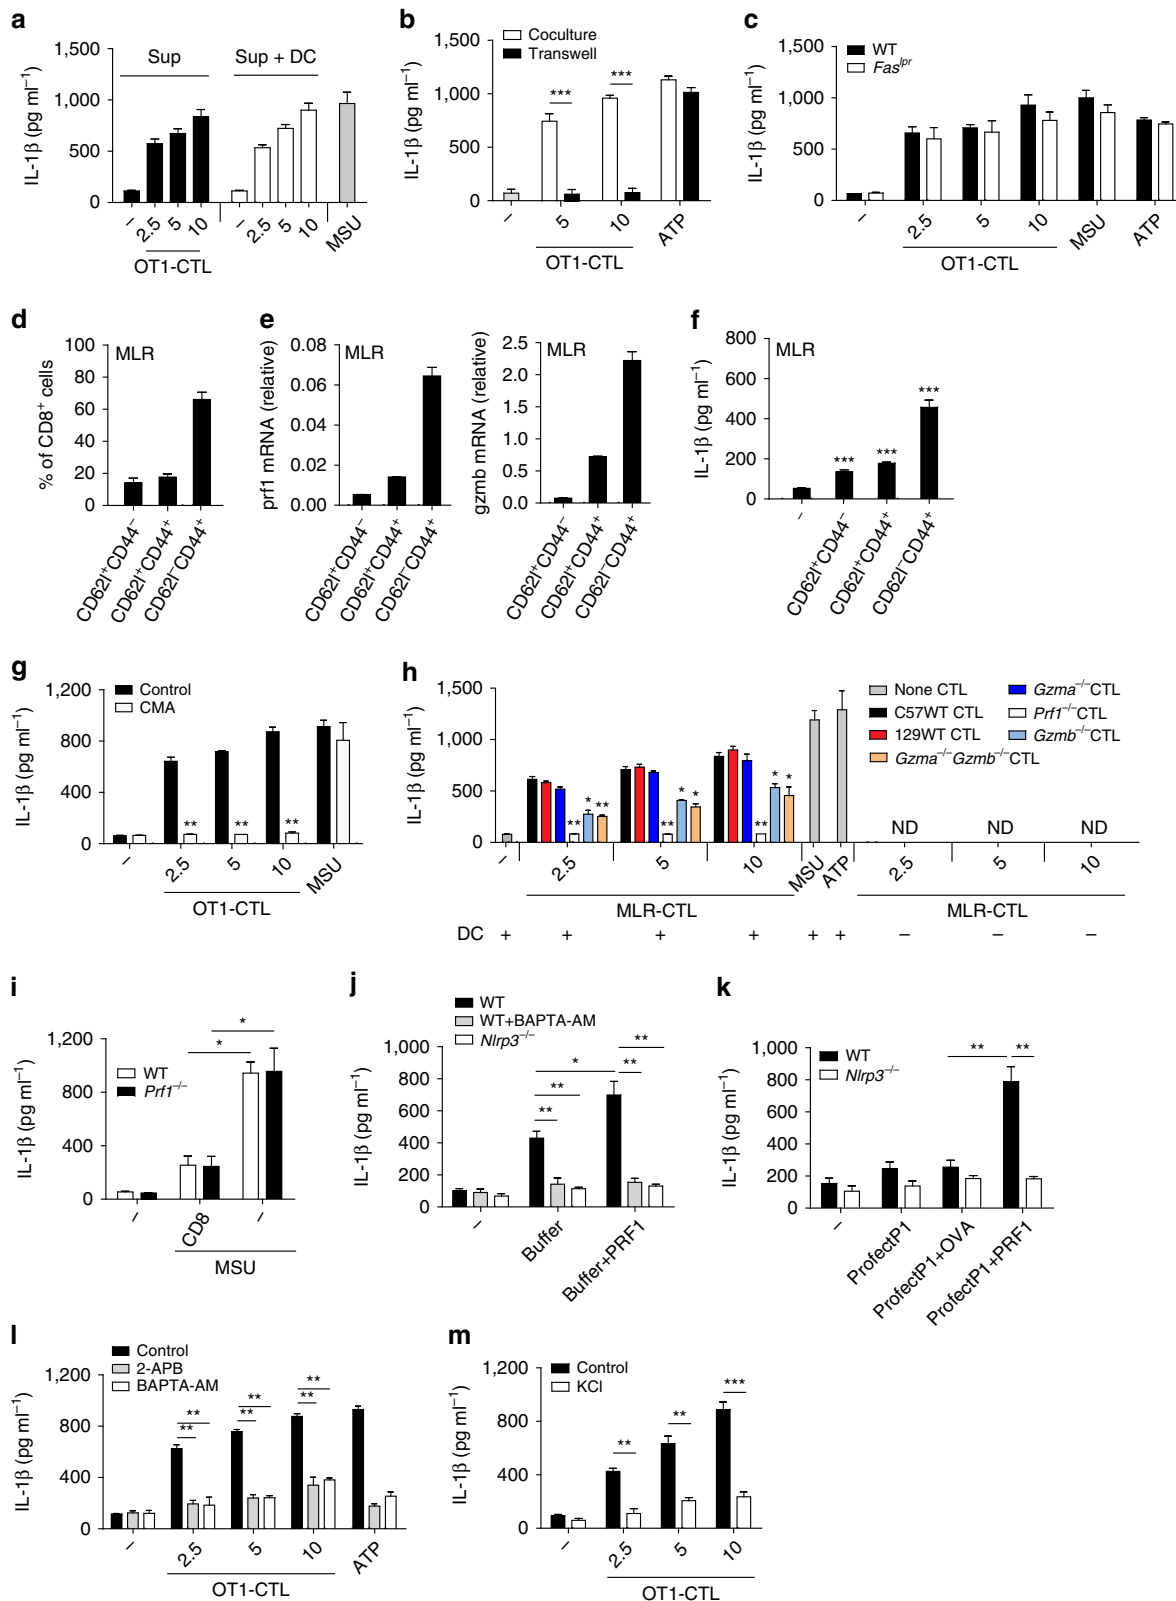 a
IL-1β (pg ml⁻¹)
1,500
1,000
500
0
Sup
Sup + DC
–
2.5
5
10
–
2.5
5
10
MSU
OT1-CTL
b
IL-1β (pg ml⁻¹)
1,500
1,000
500
0
Coculture
Transwell
***
***
–
5
10
ATP
OT1-CTL
c
IL-1β (pg ml⁻¹)
1,500
1,000
500
0
WT
Fas^lpr
–
2.5
5
10
MSU
ATP
OT1-CTL
d
% of CD8⁺ cells
100
80
60
40
20
0
MLR
CD62l⁺CD44⁻
CD62l⁺CD44⁺
CD62l⁻CD44⁺
e
prf1 mRNA (relative)
0.08
0.06
0.04
0.02
0.00
MLR
CD62l⁺CD44⁻
CD62l⁺CD44⁺
CD62l⁻CD44⁺
gzmb mRNA (relative)
2.5
2.0
1.5
1.0
0.5
0.0
CD62l⁺CD44⁻
CD62l⁺CD44⁺
CD62l⁻CD44⁺
f
IL-1β (pg ml⁻¹)
800
600
400
200
0
MLR
***
***
***
–
CD62l⁺CD44⁻
CD62l⁺CD44⁺
CD62l⁻CD44⁺
g
IL-1β (pg ml⁻¹)
1,200
800
400
0
Control
CMA
**
**
**
–
2.5
5
10
MSU
OT1-CTL
h
IL-1β (pg ml⁻¹)
1,500
1,000
500
0
None CTL
C57WT CTL
129WT CTL
Gzma⁻/⁻CTL
Prf1⁻/⁻CTL
Gzmb⁻/⁻CTL
Gzma⁻/⁻Gzmb⁻/⁻CTL
** * **
** * *
** * *
ND ND ND
–
2.5
5
10
MSU
ATP
2.5
5
10
MLR-CTL
MLR-CTL
DC + + + + + + – – –
i
IL-1β (pg ml⁻¹)
1,200
800
400
0
WT
Prf1⁻/⁻
*
*
–
CD8
–
MSU
j
IL-1β (pg ml⁻¹)
1,000
800
600
400
200
0
WT
WT+BAPTA-AM
Nlrp3⁻/⁻
**
*
**
**
**
–
Buffer
Buffer+PRF1
k
IL-1β (pg ml⁻¹)
1,000
800
600
400
200
0
WT
Nlrp3⁻/⁻
** **
–
ProfectP1
ProfectP1+OVA
ProfectP1+PRF1
l
IL-1β (pg ml⁻¹)
1,200
800
400
0
Control
2-APB
BAPTA-AM
**
**
**
**
**
**
–
2.5
5
10
ATP
OT1-CTL
m
IL-1β (pg ml⁻¹)
1,200
800
400
0
Control
KCl
**
**
***
–
2.5
5
10
OT1-CTL